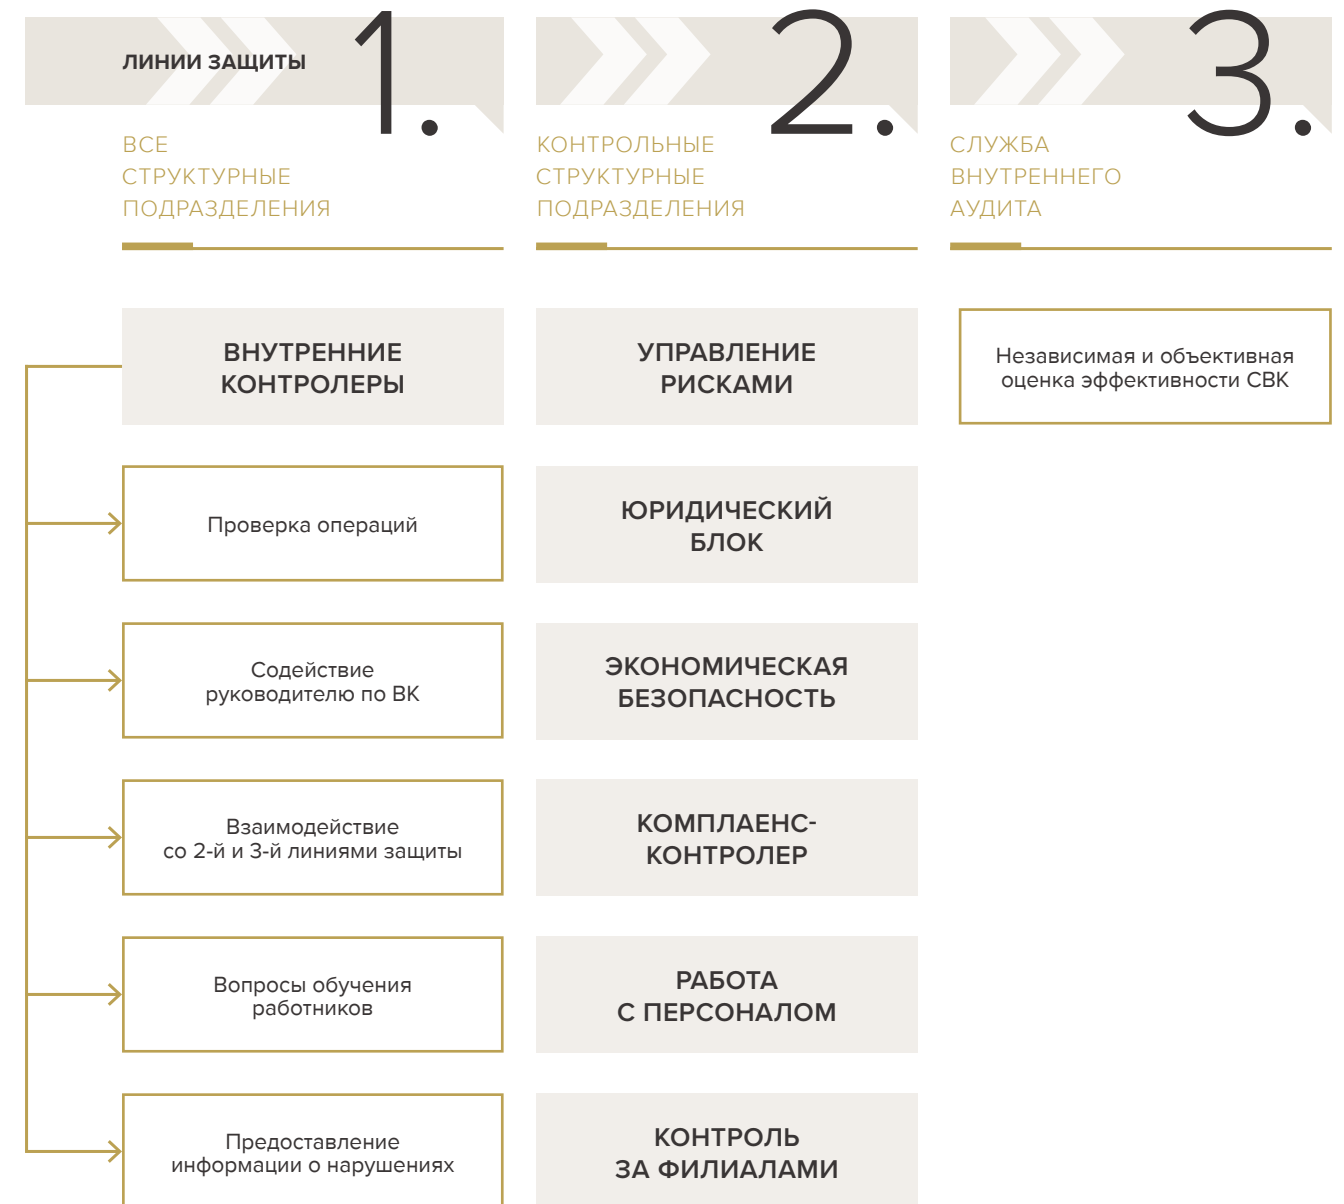 ЛИНИИ ЗАЩИТЫ
1.
ВСЕ
СТРУКТУРНЫЕ
ПОДРАЗДЕЛЕНИЯ
ВНУТРЕННИЕ
КОНТРОЛЕРЫ
Проверка операций
Содействие
руководителю по ВК
Взаимодействие
со 2-й и 3-й линиями защиты
Вопросы обучения
работников
Предоставление
информации о нарушениях
2.
КОНТРОЛЬНЫЕ
СТРУКТУРНЫЕ
ПОДРАЗДЕЛЕНИЯ
УПРАВЛЕНИЕ
РИСКАМИ
ЮРИДИЧЕСКИЙ
БЛОК
ЭКОНОМИЧЕСКАЯ
БЕЗОПАСНОСТЬ
КОМПЛАЕНС-
КОНТРОЛЕР
РАБОТА
С ПЕРСОНАЛОМ
КОНТРОЛЬ
ЗА ФИЛИАЛАМИ
3.
СЛУЖБА
ВНУТРЕННЕГО
АУДИТА
Независимая и объективная
оценка эффективности СВК